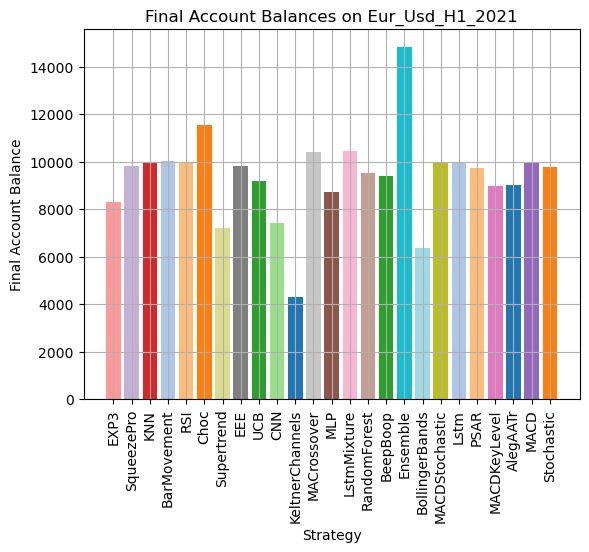 Final Account Balances on Eur_Usd_H1_2021
Final Account Balance
14000
12000
10000
8000
6000
4000
2000
0
EXP3
SqueezePro
KNN
BarMovement
RSI
Choc
Supertrend
EEE
UCB
CNN
KeltnerChannels
MACrossover
MLP
LstmMixture
RandomForest
BeepBoop
Ensemble
BollingerBands
MACDStochastic
Lstm
PSAR
MACDKeyLevel
AlegAATr
MACD
Stochastic
Strategy